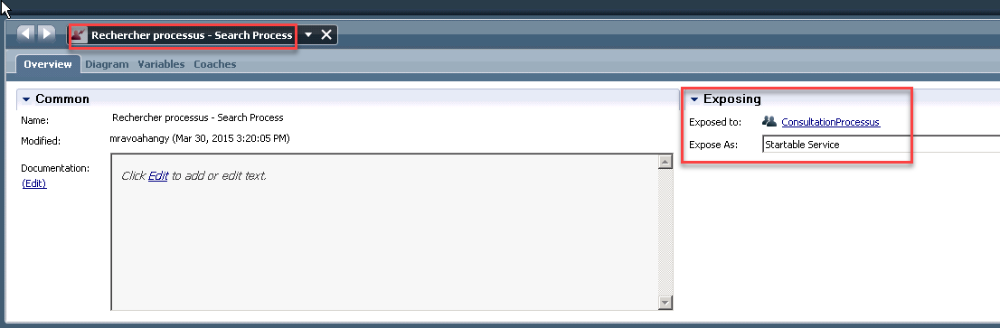 Rechercher processus - Search Process
Overview Diagram Variables Coaches
Common
Name: Rechercher processus - Search Process
Modified: mravoahangy (Mar 30, 2015 3:20:05 PM)
Documentation:
(Edit)
Click Edit to add or edit text.
Exposing
Exposed to: ConsultationProcessus
Expose As: Startable Service